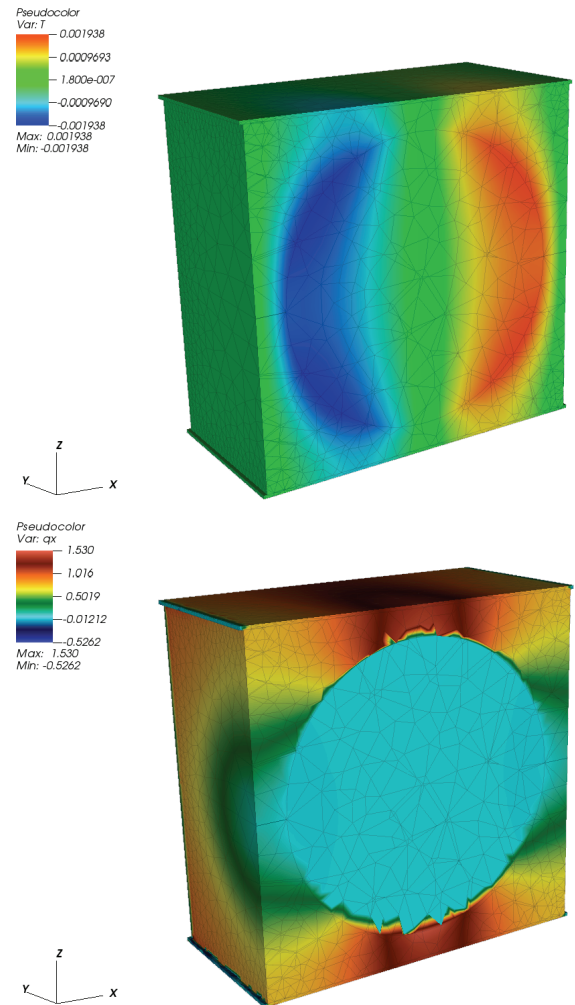 Pseudocolor
Var: T
0.001938
0.0009693
1.800e-007
-0.0009690
-0.001938
Max: 0.001938
Min: -0.001938
Z
Y
X
Pseudocolor
Var: qx
1.530
1.016
0.5019
-0.01212
-0.5262
Max: 1.530
Min: -0.5262
Z
Y
X